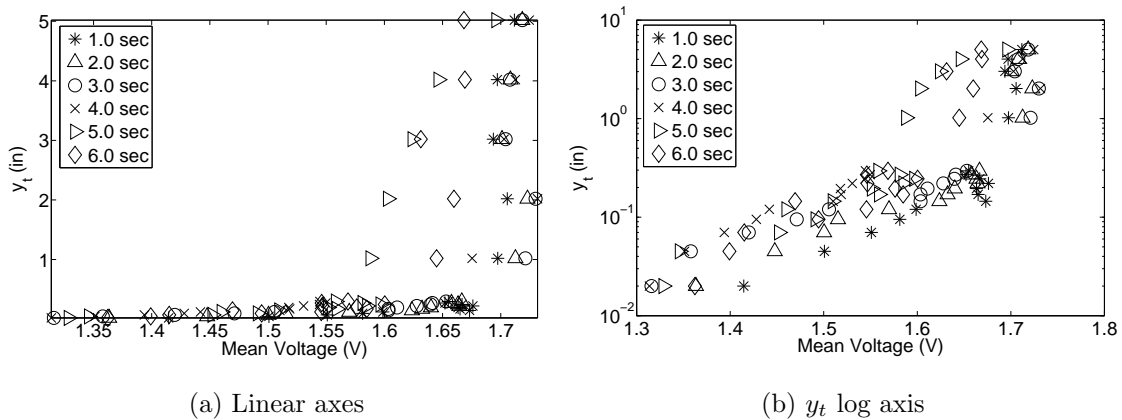 5
4
3
2
1
y_t (in)
1.0 sec
2.0 sec
3.0 sec
4.0 sec
5.0 sec
6.0 sec
1.35 1.4 1.45 1.5 1.55 1.6 1.65 1.7
Mean Voltage (V)
(a) Linear axes
10^1
10^0
10^−1
10^−2
y_t (in)
1.0 sec
2.0 sec
3.0 sec
4.0 sec
5.0 sec
6.0 sec
1.3 1.4 1.5 1.6 1.7 1.8
Mean Voltage (V)
(b) y_t log axis